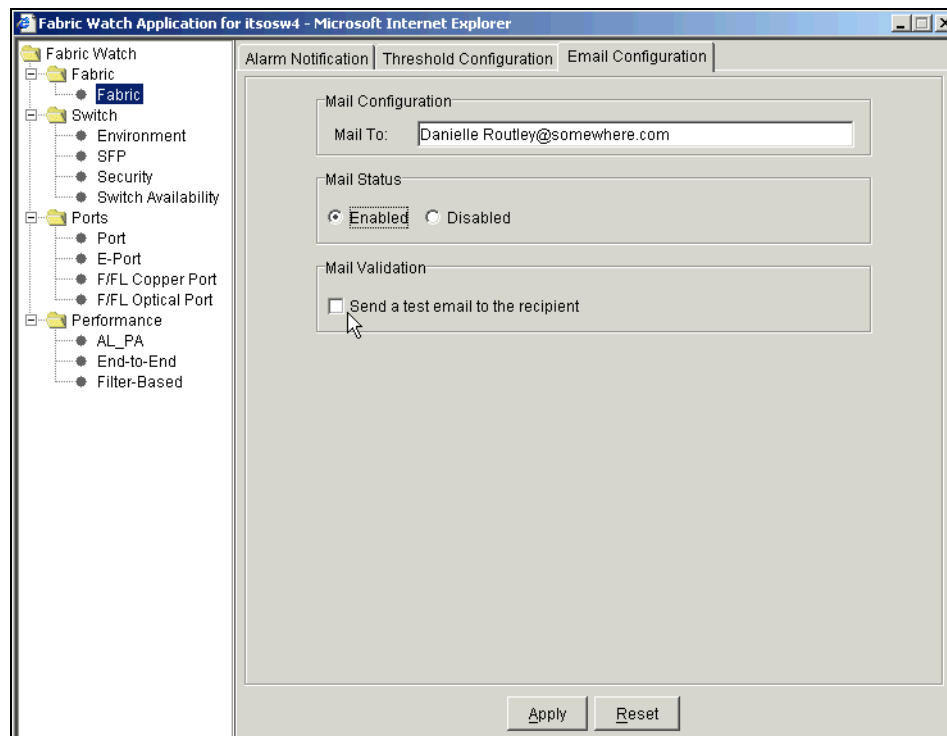 Fabric Watch Application for itsosw4 - Microsoft Internet Explorer
Fabric Watch
Fabric
Fabric
Switch
Environment
SFP
Security
Switch Availability
Ports
Port
E-Port
F/FL Copper Port
F/FL Optical Port
Performance
AL_PA
End-to-End
Filter-Based
Alarm Notification Threshold Configuration Email Configuration
Mail Configuration
Mail To: Danielle Routley@somewhere.com
Mail Status
Enabled Disabled
Mail Validation
Send a test email to the recipient
Apply Reset